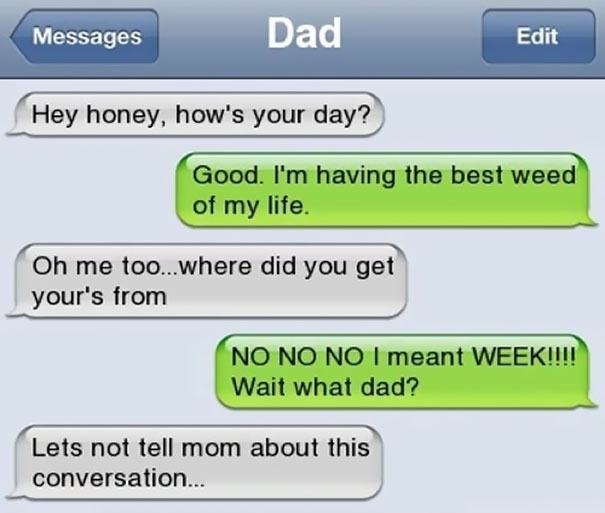 Messages
Dad
Edit
Hey honey, how's your day?
Good. I'm having the best weed
of my life.
Oh me too...where did you get
your's from
NO NO NO I meant WEEK!!!!
Wait what dad?
Lets not tell mom about this
conversation...